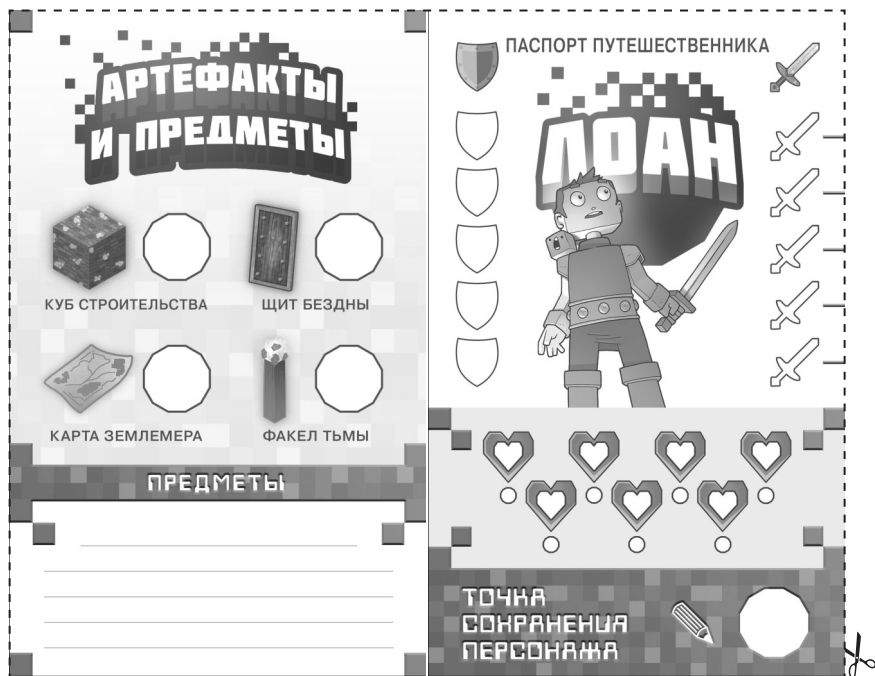 АРТЕФАКТЫ
И ПРЕДМЕТЫ
КУБ СТРОИТЕЛЬСТВА
ЩИТ БЕЗДНЫ
КАРТА ЗЕМЛЕМЕРА
ФАКЕЛ ТЬМЫ
ПРЕДМЕТЫ
ПАСПОРТ ПУТЕШЕСТВЕННИКА
ЛОАН
ТОЧКА
СОХРАНЕНИЯ
ПЕРСОНАЖА